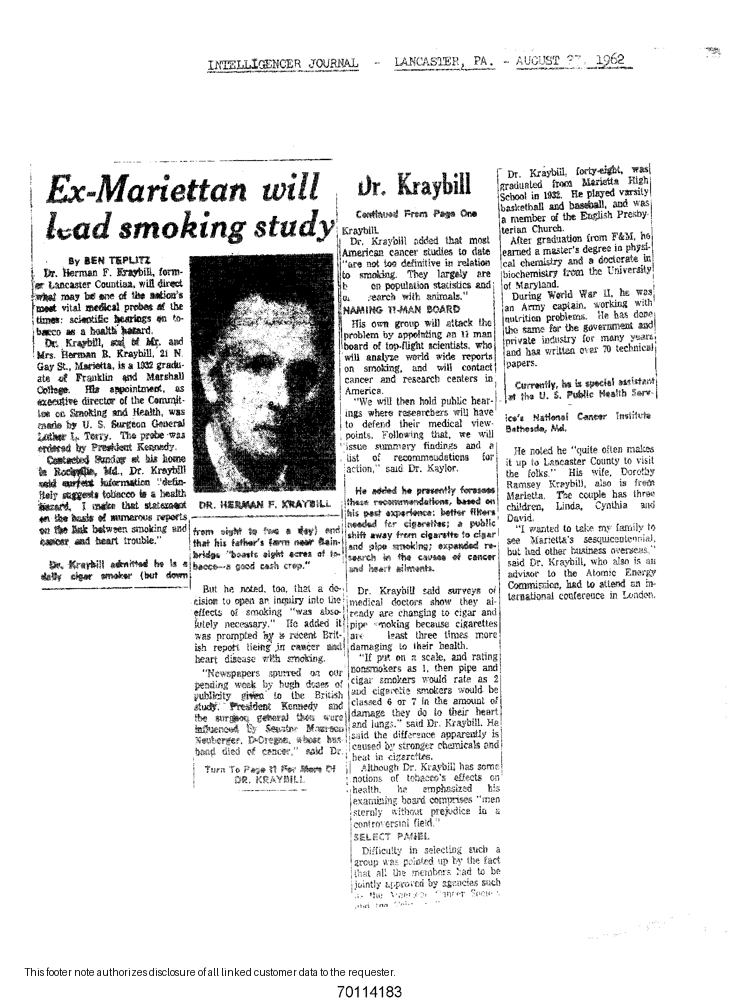 INTELLIGENCER JOURNAL - LANCASTER, PA. - AUGUST 27, 1962
Ex-Mariettan will
lead smoking study
By BEN TEPLITZ
Dr. Herman F. Kraybill, form-
er Lancaster Countian, will direct
what may be one of the nation's
most vital medical probes of the
times: scientific hearings on to-
bacco as a health hazard.
Dr. Kraybill, son of Mr. and
Mrs. Herman R. Kraybill, 21 N.
Gay St., Marietta, is a 1932 gradu-
ate of Franklin and Marshall
College. His appointment, as
executive director of the Commit-
tee on Smoking and Health, was
made by U. S. Surgeon General
Luther L. Terry. The probe was
ordered by President Kennedy.
Contacted Sunday at his home
in Rockville, Md., Dr. Kraybill
said current information "defin-
itely suggests tobacco is a health
hazard. I make that statement
on the basis of numerous reports
on the link between smoking and
cancer and heart trouble."
Dr. Kraybill admitted he is a
daily cigar smoker (but down
DR. HERMAN F. KRAYBILL
from eight to two a day) and
that his father's farm near Bain-
bridge "boasts eight acres of to-
bacco--a good cash crop."
But he noted, too, that a de-
cision to open an inquiry into the
effects of smoking "was abso-
lutely necessary." He added it
was prompted by a recent Brit-
ish report tieing in cancer and
heart disease with smoking.
"Newspapers spurred on our
pending work by hugh doses of
publicity given to the British
study. President Kennedy and
the surgeon general then were
influenced by Senator Maureen
Neuberger, D-Oregon, whose hus-
band died of cancer," said Dr.
Turn To Page 11 For More Of
DR. KRAYBILL
Dr. Kraybill
Continued From Page One
Kraybill.
Dr. Kraybill added that most
American cancer studies to date
"are not too definitive in relation
to smoking. They largely are
b on population statistics and
search with animals."
NAMING 11-MAN BOARD
His own group will attack the
problem by appointing an 11 man
board of top-flight scientists, who
will analyze world wide reports
on smoking, and will contact
cancer and research centers in
America.
"We will then hold public hear-
ings where researchers will have
to defend their medical view-
points. Following that, we will
issue summary findings and a
list of recommendations for
action," said Dr. Kaylor.
He added he presently foresees
these recommendations, based on
his past experience: better filters
needed for cigarettes; a public
shift away from cigarette to cigar
and pipe smoking; expanded re-
search in the causes of cancer
and heart ailments.
Dr. Kraybill said surveys of
medical doctors show they al-
ready are changing to cigar and
pipe smoking because cigarettes
are least three times more
damaging to their health.
"If put on a scale, and rating
nonsmokers as 1, then pipe and
cigar smokers would rate as 2
and cigarette smokers would be
classed 6 or 7 in the amount of
damage they do to their heart
and lungs." said Dr. Kraybill. He
said the difference apparently is
caused by stronger chemicals and
heat in cigarettes.
Although Dr. Kraybill has some
notions of tobacco's effects on
health, he emphasized his
examining board comprises "men
sternly without prejudice in a
controversial field."
SELECT PANEL
Difficulty in selecting such a
group was pointed up by the fact
that all the members had to be
jointly approved by agencies such
as the American Cancer Society
and the
Dr. Kraybill, forty-eight, was
graduated from Marietta High
School in 1932. He played varsity
basketball and baseball, and was
a member of the English Presby-
terian Church.
After graduation from F&M, he
earned a master's degree in physi-
cal chemistry and a doctorate in
biochemistry from the University
of Maryland.
During World War II, he was
an Army captain, working with
nutrition problems. He has done
the same for the government and
private industry for many years
and has written over 70 technical
papers.
Currently, he is special assistant
at the U. S. Public Health Serv-
ice's National Cancer Institute
Bethesda, Md.
He noted he "quite often makes
it up to Lancaster County to visit
the folks." His wife, Dorothy
Ramsey Kraybill, also is from
Marietta. The couple has three
children, Linda, Cynthia and
David.
"I wanted to take my family to
see Marietta's sesquicentennial,
but had other business overseas."
said Dr. Kraybill, who also is an
advisor to the Atomic Energy
Commission, had to attend an in-
ternational conference in London.
This footer note authorizes disclosure of all linked customer data to the requester.
70114183